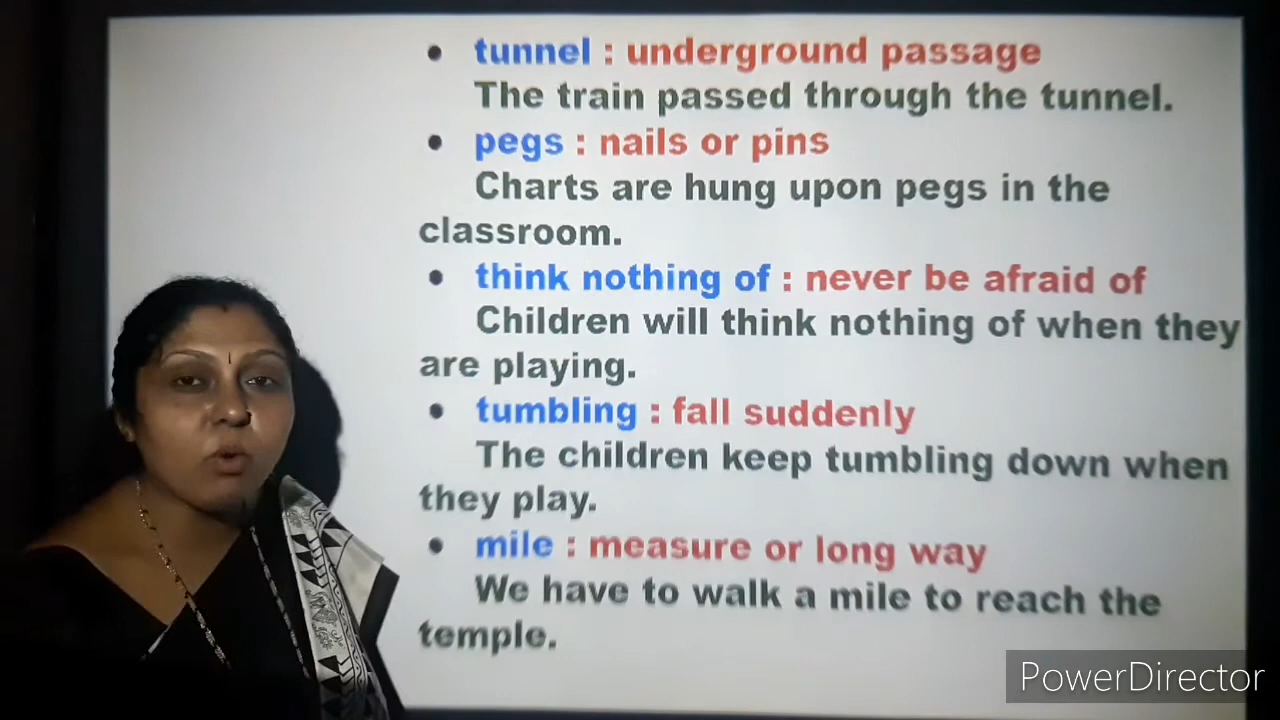 • tunnel : underground passage
The train passed through the tunnel.
• pegs : nails or pins
Charts are hung upon pegs in the
classroom.
• think nothing of : never be afraid of
Children will think nothing of when they
are playing.
• tumbling : fall suddenly
The children keep tumbling down when
they play.
• mile : measure or long way
We have to walk a mile to reach the
temple.
PowerDirector